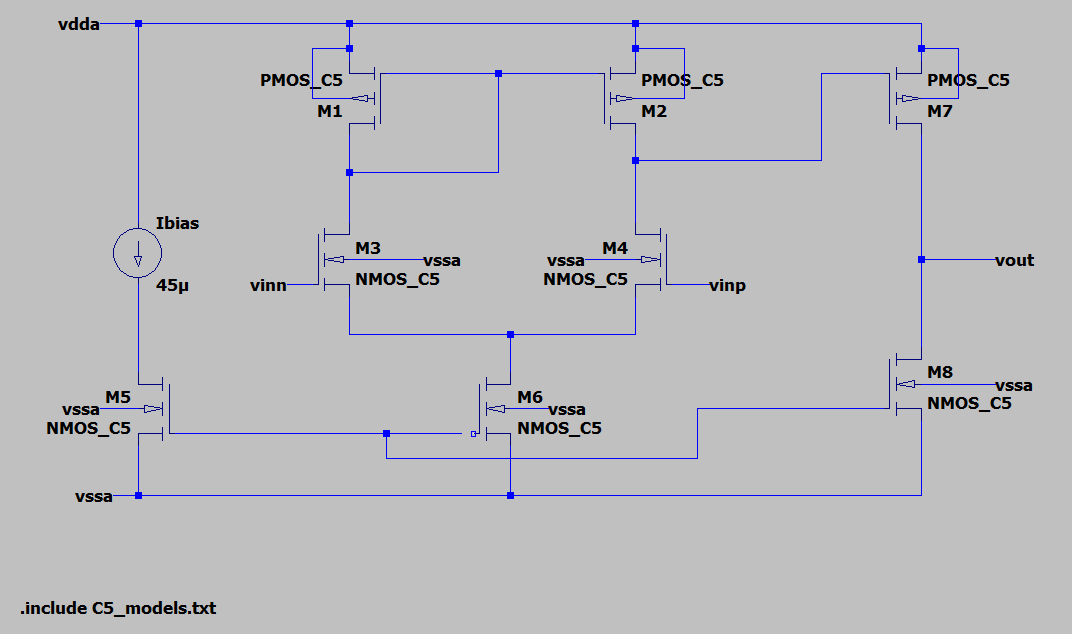 vdda
PMOS_C5
M1
PMOS_C5
M2
PMOS_C5
M7
Ibias
45µ
M3
vssa
NMOS_C5
vinn
M4
vssa
NMOS_C5
vinp
vout
M5
vssa
NMOS_C5
M6
vssa
NMOS_C5
M8
vssa
NMOS_C5
vssa
.include C5_models.txt